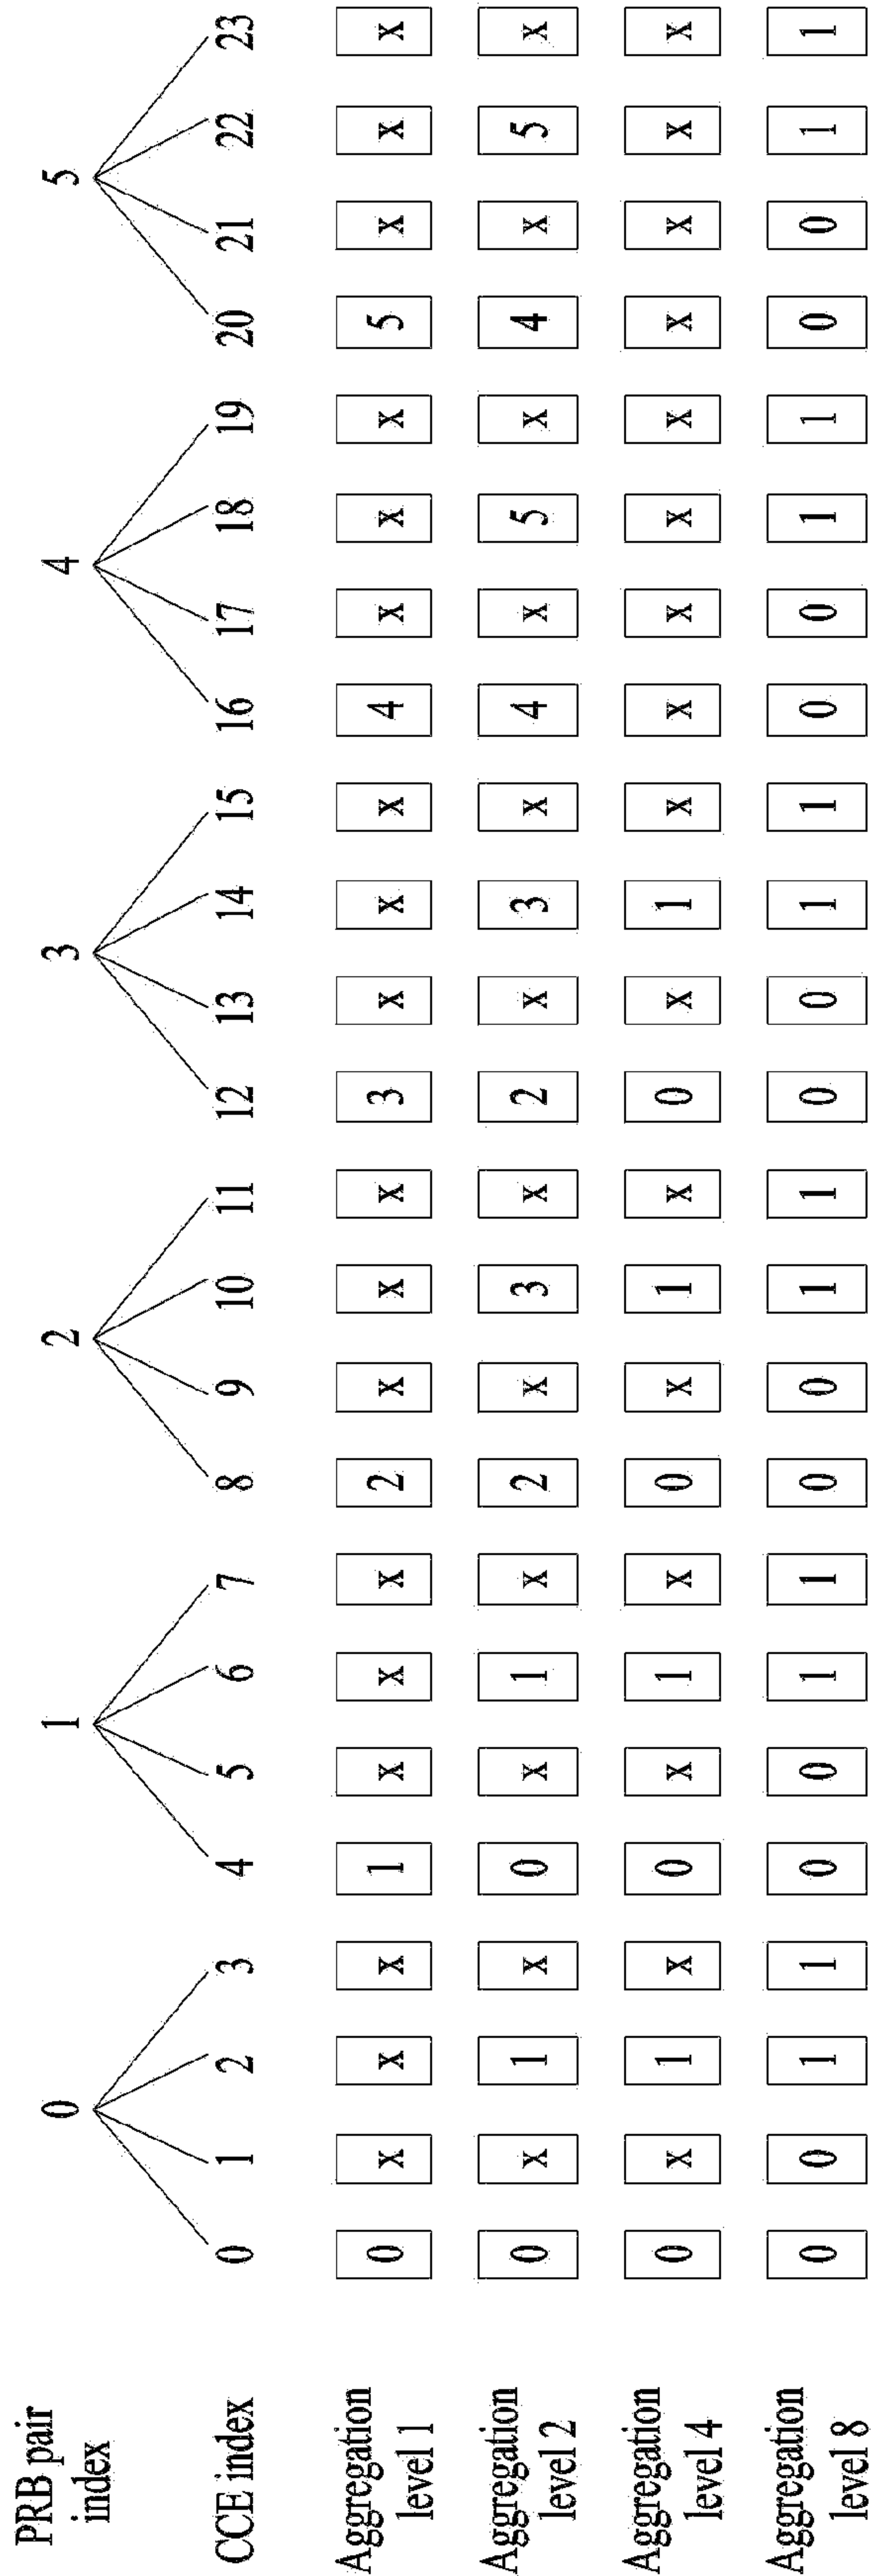 PRB pair index 0 1 2 3 4 5
CCE index 0 1 2 3 4 5 6 7 8 9 10 11 12 13 14 15 16 17 18 19 20 21 22 23
Aggregation level 1 0 x x x 1 x x x 2 x x x 3 x x x 4 x x x 5 x x x
Aggregation level 2 0 x 1 x 0 x 1 x 2 x 3 x 2 x 3 x 4 x 5 x 4 x 5 x
Aggregation level 4 0 x 1 x 0 x 1 x 0 x 1 x 0 x 1 x x x x x x x x x
Aggregation level 8 0 0 1 1 0 0 1 1 0 0 1 1 0 0 1 1 0 0 1 1 0 0 1 1